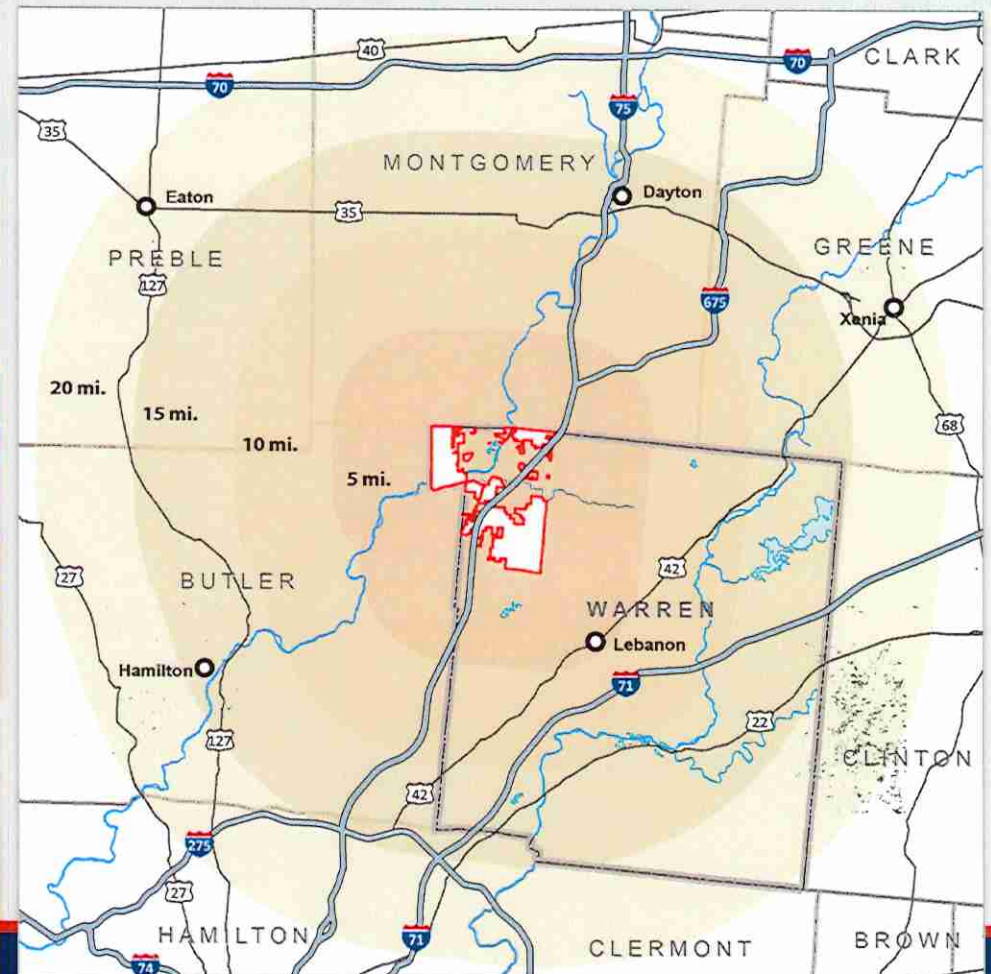 40
CLARK
70
70
75
35
MONTGOMERY
Eaton
Dayton
35
GREENE
PREBLE
127
675
Xenia
20 mi.
15 mi.
68
10 mi.
5 mi.
27
42
BUTLER
WARREN
Lebanon
Hamilton
71
22
127
CLINTON
42
275
27
HAMILTON
71
CLERMONT
BROWN
74